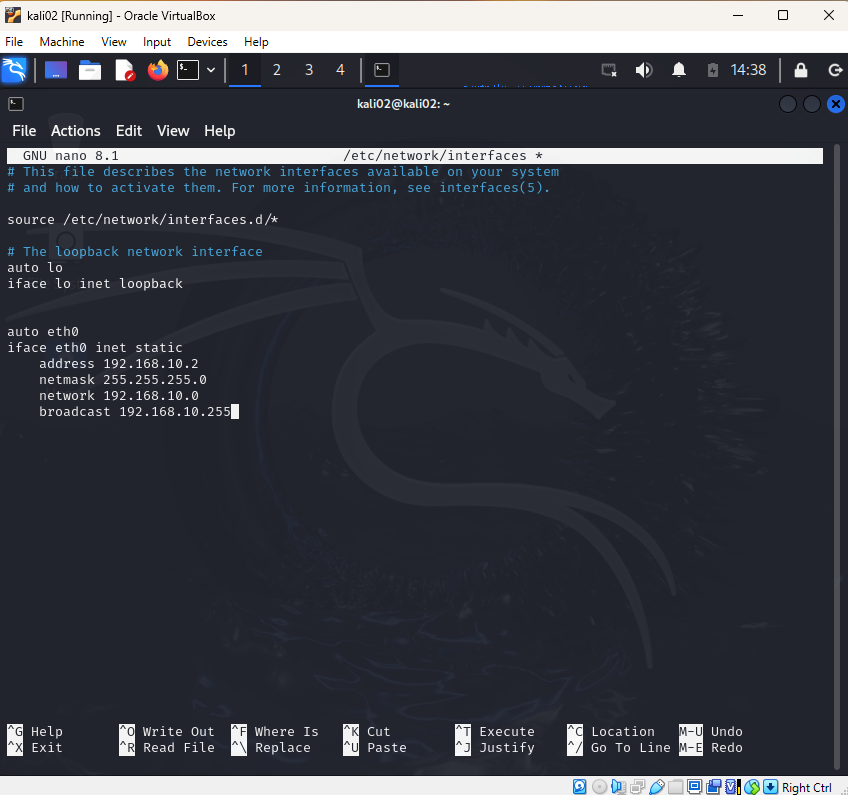 kali02 [Running] - Oracle VirtualBox
File Machine View Input Devices Help
1 2 3 4 14:38
kali02@kali02: ~
File Actions Edit View Help
GNU nano 8.1 /etc/network/interfaces *
# This file describes the network interfaces available on your system
# and how to activate them. For more information, see interfaces(5).
source /etc/network/interfaces.d/*
# The loopback network interface
auto lo
iface lo inet loopback
auto eth0
iface eth0 inet static
address 192.168.10.2
netmask 255.255.255.0
network 192.168.10.0
broadcast 192.168.10.255
^G Help ^O Write Out ^F Where Is ^K Cut ^T Execute ^C Location M-U Undo
^X Exit ^R Read File ^\ Replace ^U Paste ^J Justify ^/ Go To Line M-E Redo
Right Ctrl